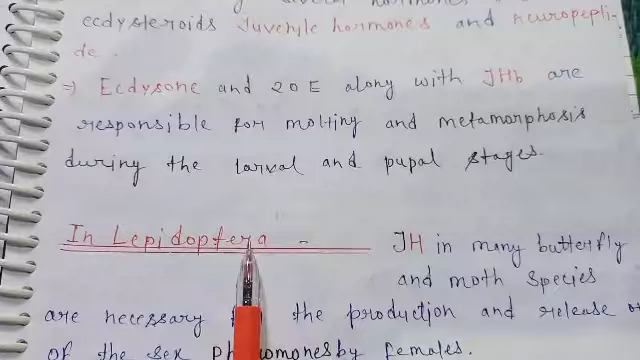 ecdysteroids Juvenile hormones and neuropepti-
de.
⇒ Ecdysone and 20E along with JHb are
responsible for molting and metamorphosis
during the larval and pupal stages.
In Lepidoptera - JH in many butterfly
and moth species
are necessary the production and release
of the sex by females.